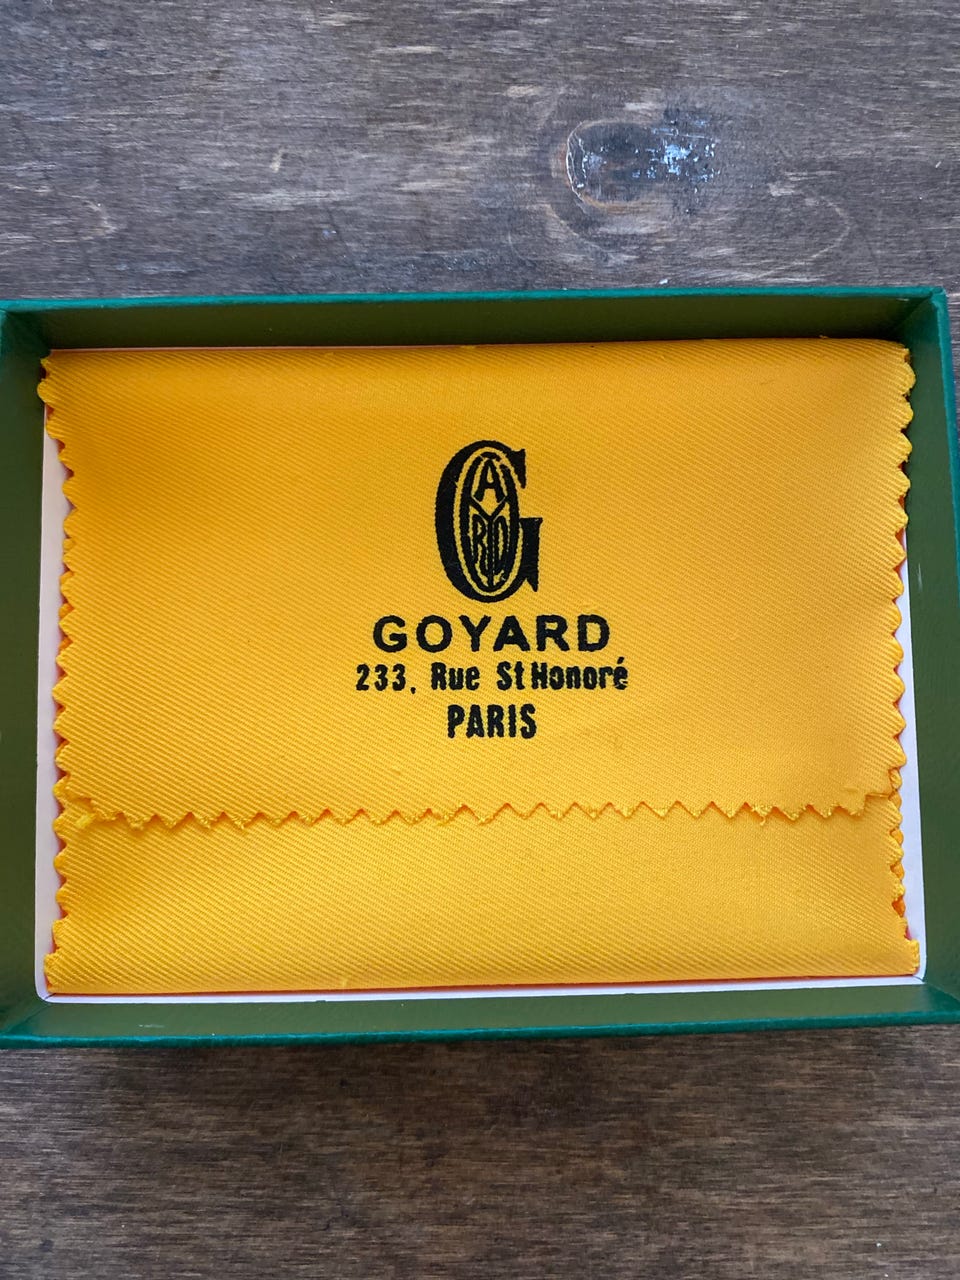 GOYARD
233, Rue St Honoré
PARIS